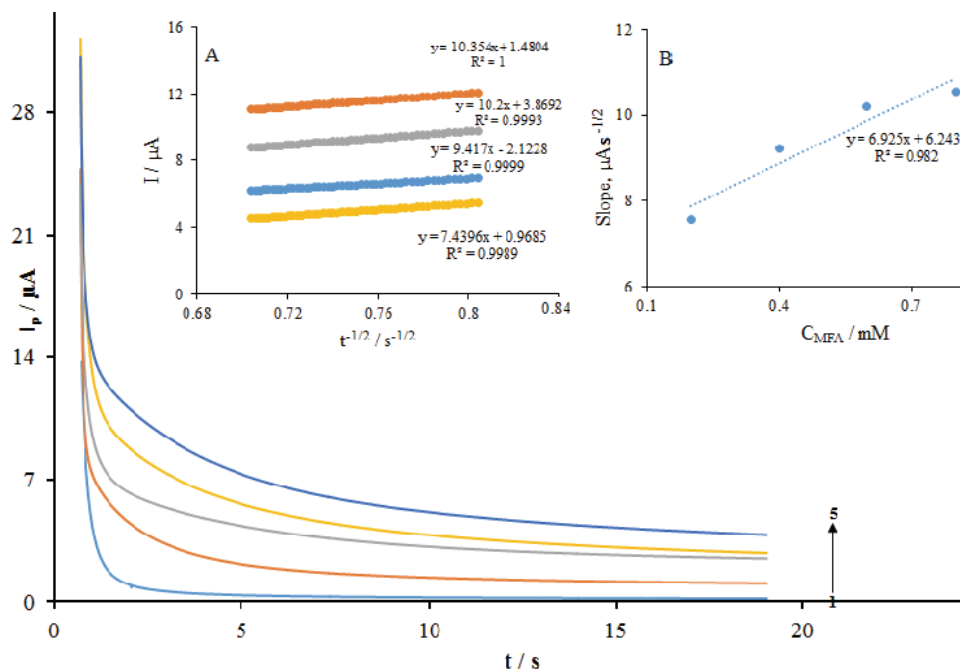 28
21
14
7
0
I_P / µA
0
5
10
15
20
t / s
5
1
A
16
12
8
4
0
I / µA
0.68
0.72
0.76
0.8
0.84
t^-1/2 / s^-1/2
y = 10.354x + 1.4804
R² = 1
y = 10.2x + 3.8692
R² = 0.9993
y = 9.417x - 2.1228
R² = 0.9999
y = 7.4396x + 0.9685
R² = 0.9989
B
12
10
8
6
Slope, µAs^-1/2
0.1
0.4
0.7
C_MFA / mM
y = 6.925x + 6.243
R² = 0.982